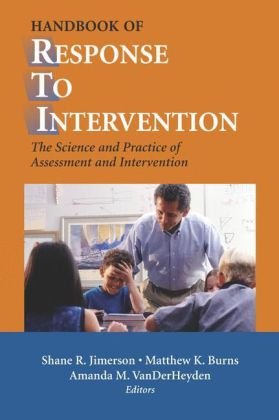 HANDBOOK OF
RESPONSE
TO
INTERVENTION
The Science and Practice of
Assessment and Intervention
Shane R. Jimerson • Matthew K. Burns
Amanda M. VanDerHeyden
Editors